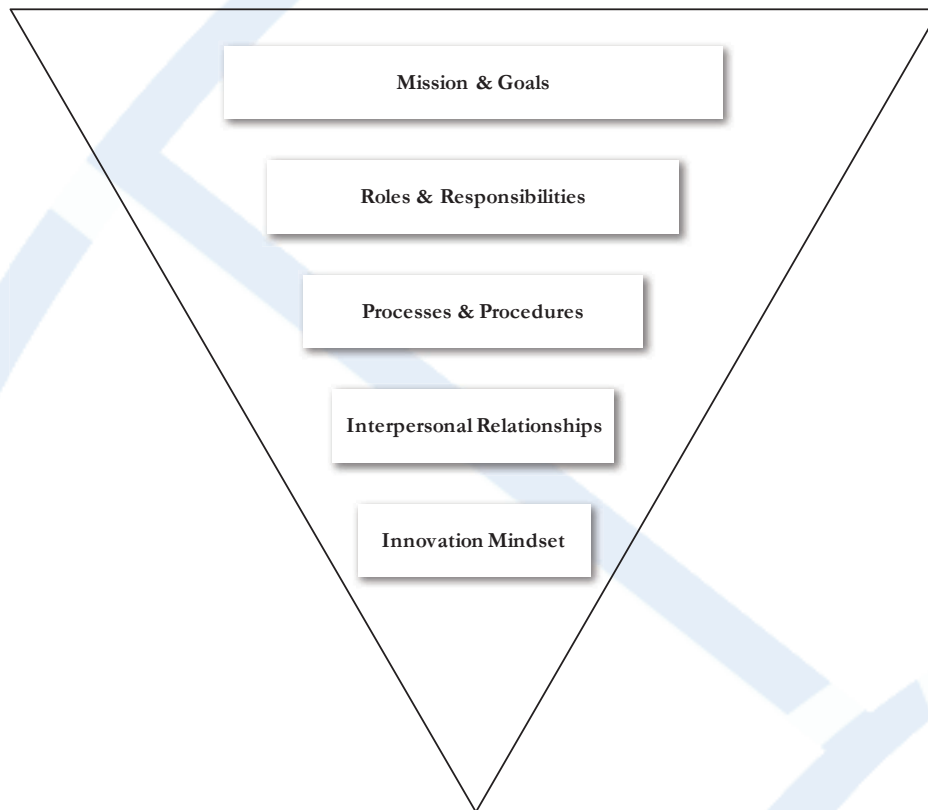 Mission & Goals
Roles & Responsibilities
Processes & Procedures
Interpersonal Relationships
Innovation Mindset